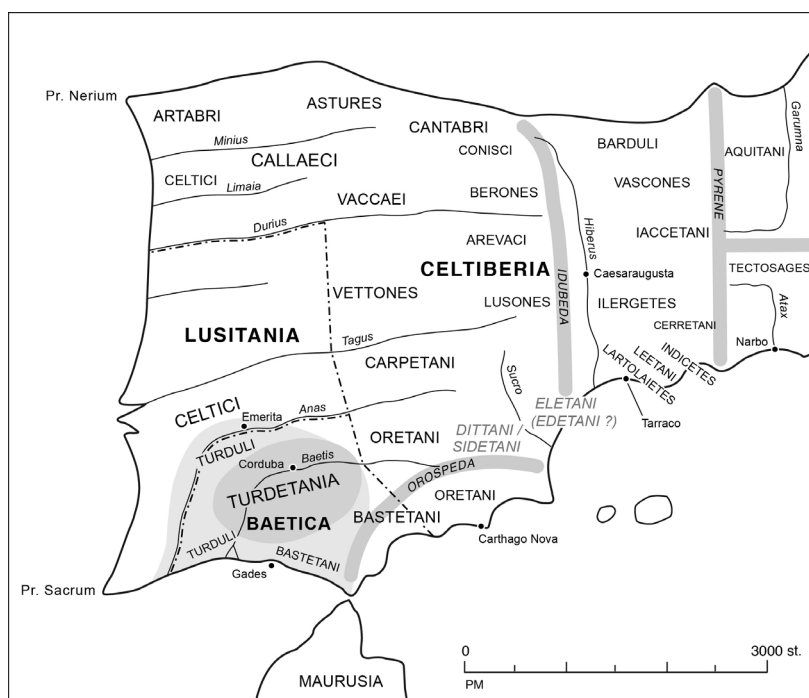 Pr. Nerium
ARTABRI
ASTURES
CANTABRI
CONISCI
BARDULI
Garumna
AQUITANI
Minius
CALLAECI
CELTICI
Limaia
VACCAEI
BERONES
VASCONES
PYRENE
Durius
AREVACI
Hiberus
IACCETANI
CELTIBERIA
IDUBEDA
Caesaraugusta
TECTOSAGES
VETTONES
LUSONES
ILERGETES
Atax
LUSITANIA
CERRETANI
Tagus
Narbo
INDICETES
LEETANI
LARTOLAIETES
CARPETANI
Sucro
Tarraco
CELTICI
Emerita
Anas
ELETANI
(EDETANI ?)
DITTANI /
SIDETANI
TURDULI
ORETANI
Corduba
Baetis
OROSPEDA
TURDETANIA
ORETANI
BAETICA
BASTETANI
TURDULI
BASTETANI
Carthago Nova
Gades
Pr. Sacrum
MAURUSIA
0
3000 st.
PM